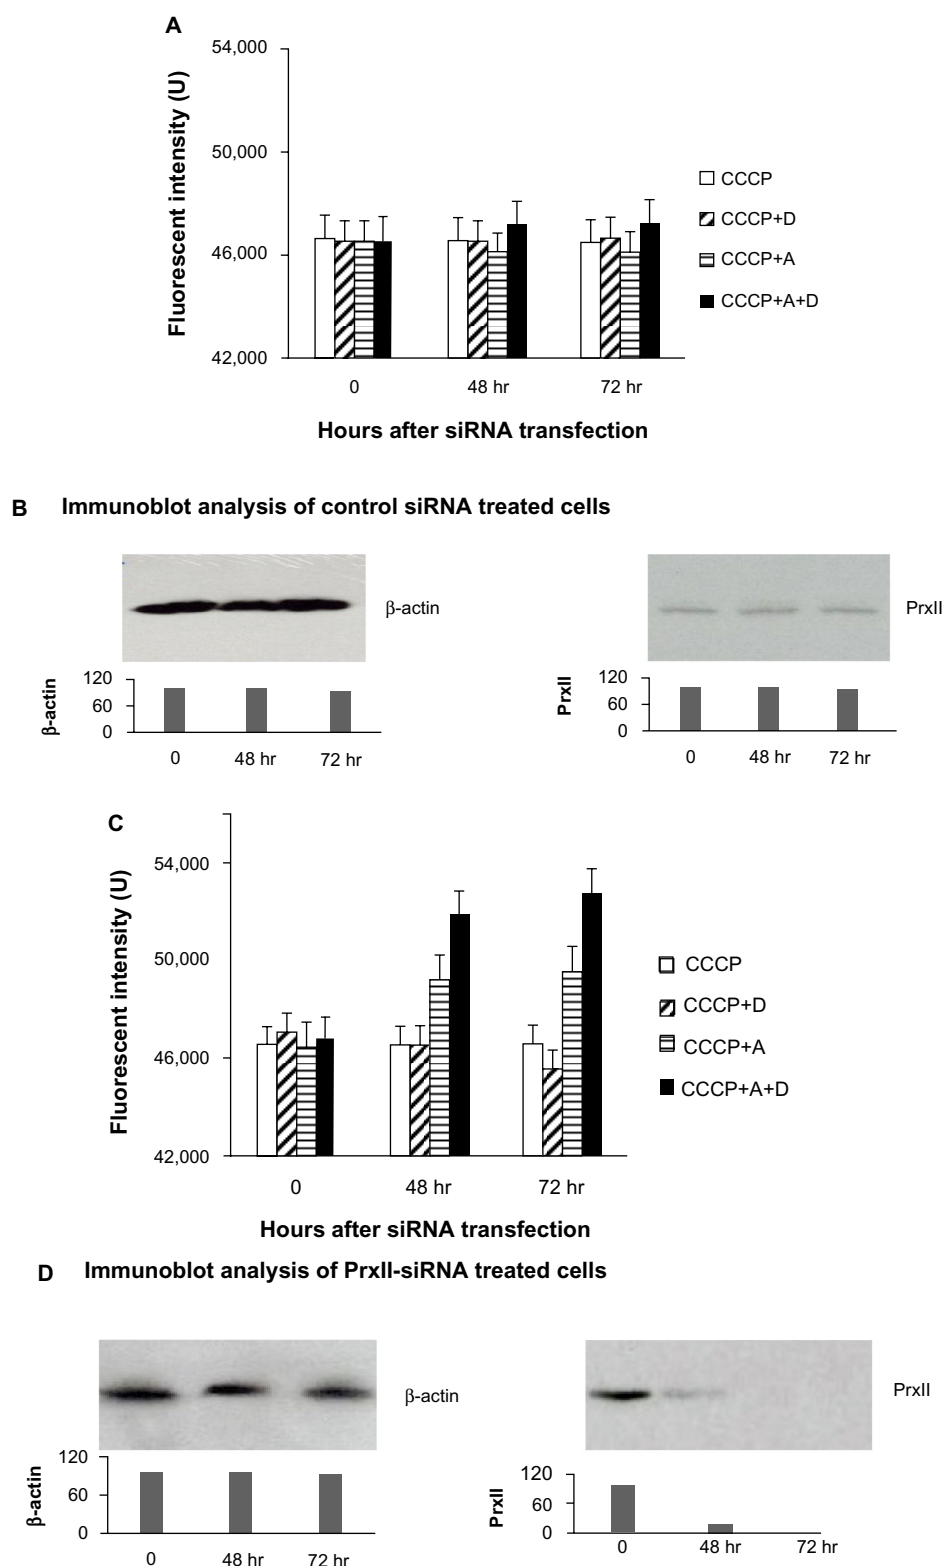 A
Fluorescent intensity (U)
54,000
50,000
46,000
42,000
0 48 hr 72 hr
Hours after siRNA transfection
CCCP
CCCP+D
CCCP+A
CCCP+A+D
B Immunoblot analysis of control siRNA treated cells
β-actin
PrxII
β-actin
120
60
0
0 48 hr 72 hr
PrxII
120
60
0
0 48 hr 72 hr
C
Fluorescent intensity (U)
54,000
50,000
46,000
42,000
0 48 hr 72 hr
Hours after siRNA transfection
CCCP
CCCP+D
CCCP+A
CCCP+A+D
D Immunoblot analysis of PrxII-siRNA treated cells
β-actin
PrxII
β-actin
120
60
0
0 48 hr 72 hr
PrxII
120
60
0
0 48 hr 72 hr